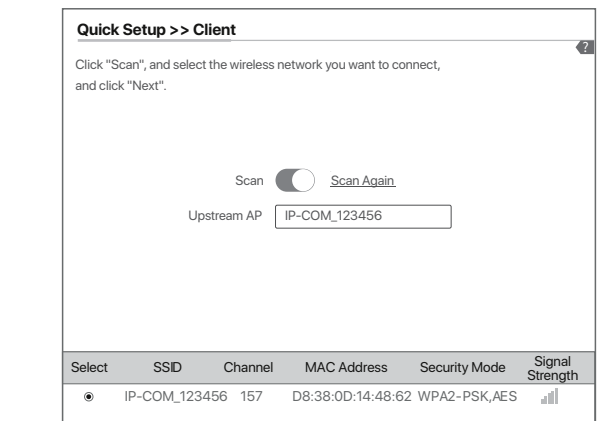 Quick Setup >> Client
?
Click "Scan", and select the wireless network you want to connect,
and click "Next".
Scan Scan Again
Upstream AP IP-COM_123456
Select SSID Channel MAC Address Security Mode Signal Strength
IP-COM_123456 157 D8:38:0D:14:48:62 WPA2-PSK,AES